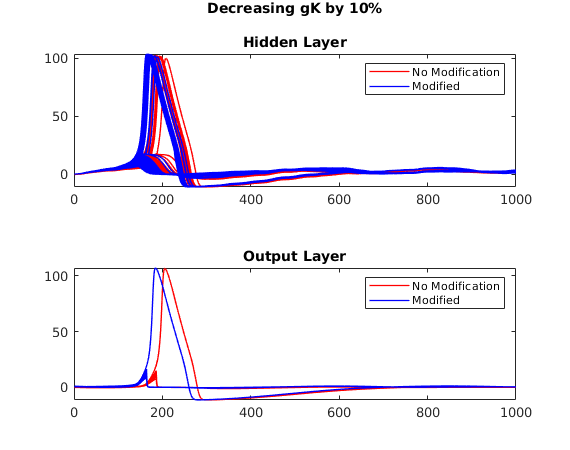 Decreasing gK by 10%
Hidden Layer
100
50
0
No Modification
Modified
0 200 400 600 800 1000
Output Layer
100
50
0
No Modification
Modified
0 200 400 600 800 1000